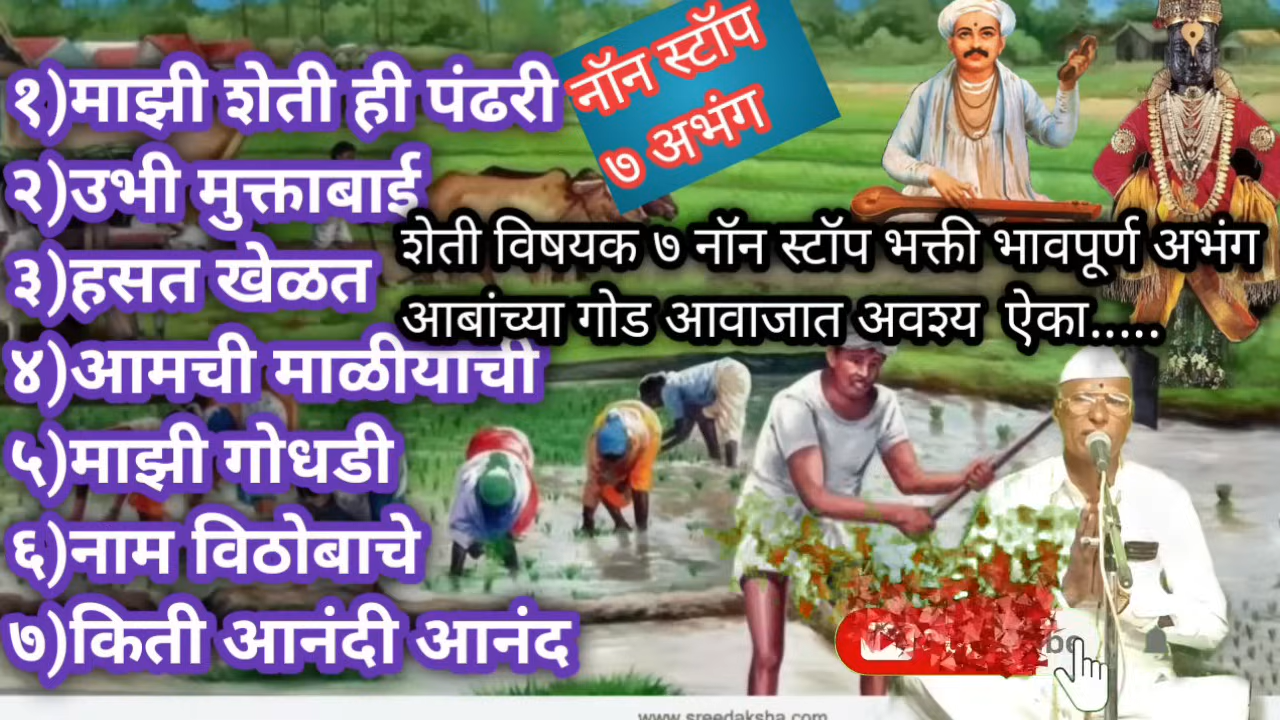 १)माझी शेती ही पंढरी
२)उभी मुक्ताबाई
३)हसत खेळत
४)आमची माळीयाची
५)माझी गोधडी
६)नाम विठोबाचे
७)किती आनंदी आनंद
नॉन स्टॉप
७ अभंग
शेती विषयक ७ नॉन स्टॉप भक्ती भावपूर्ण अभंग
आबांच्या गोड आवाजात अवश्य ऐका.....
www.sreedaksha.com